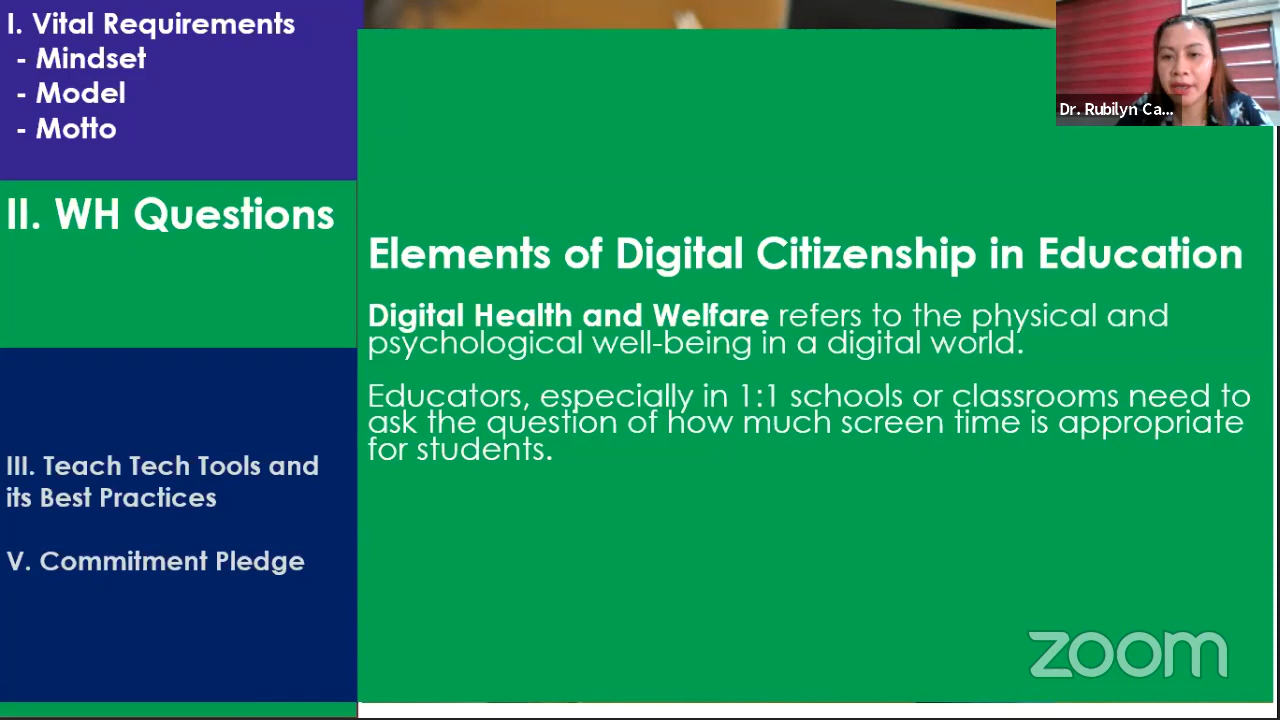 I. Vital Requirements
- Mindset
- Model
- Motto
II. WH Questions
III. Teach Tech Tools and
its Best Practices
V. Commitment Pledge
Elements of Digital Citizenship in Education
Digital Health and Welfare refers to the physical and
psychological well-being in a digital world.
Educators, especially in 1:1 schools or classrooms need to
ask the question of how much screen time is appropriate
for students.
Dr. Rubilyn Ca...
zoom